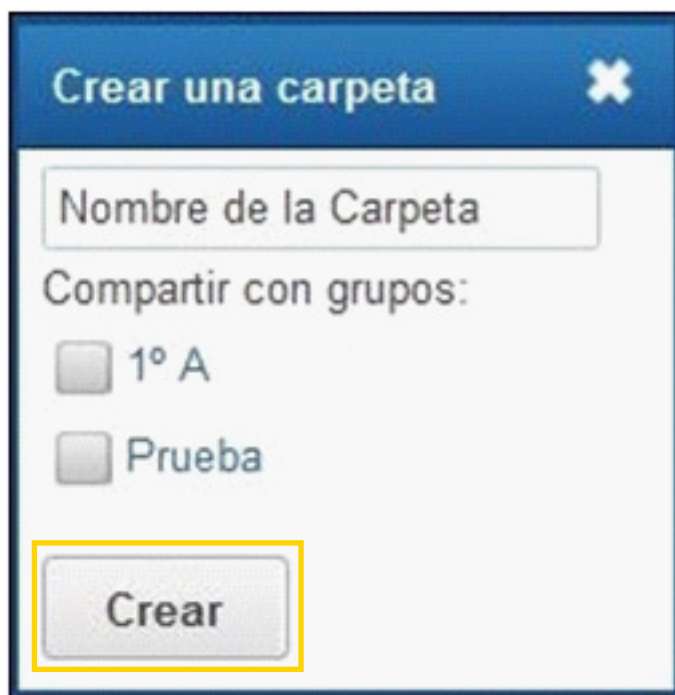 Crear una carpeta
Nombre de la Carpeta
Compartir con grupos:
1º A
Prueba
Crear